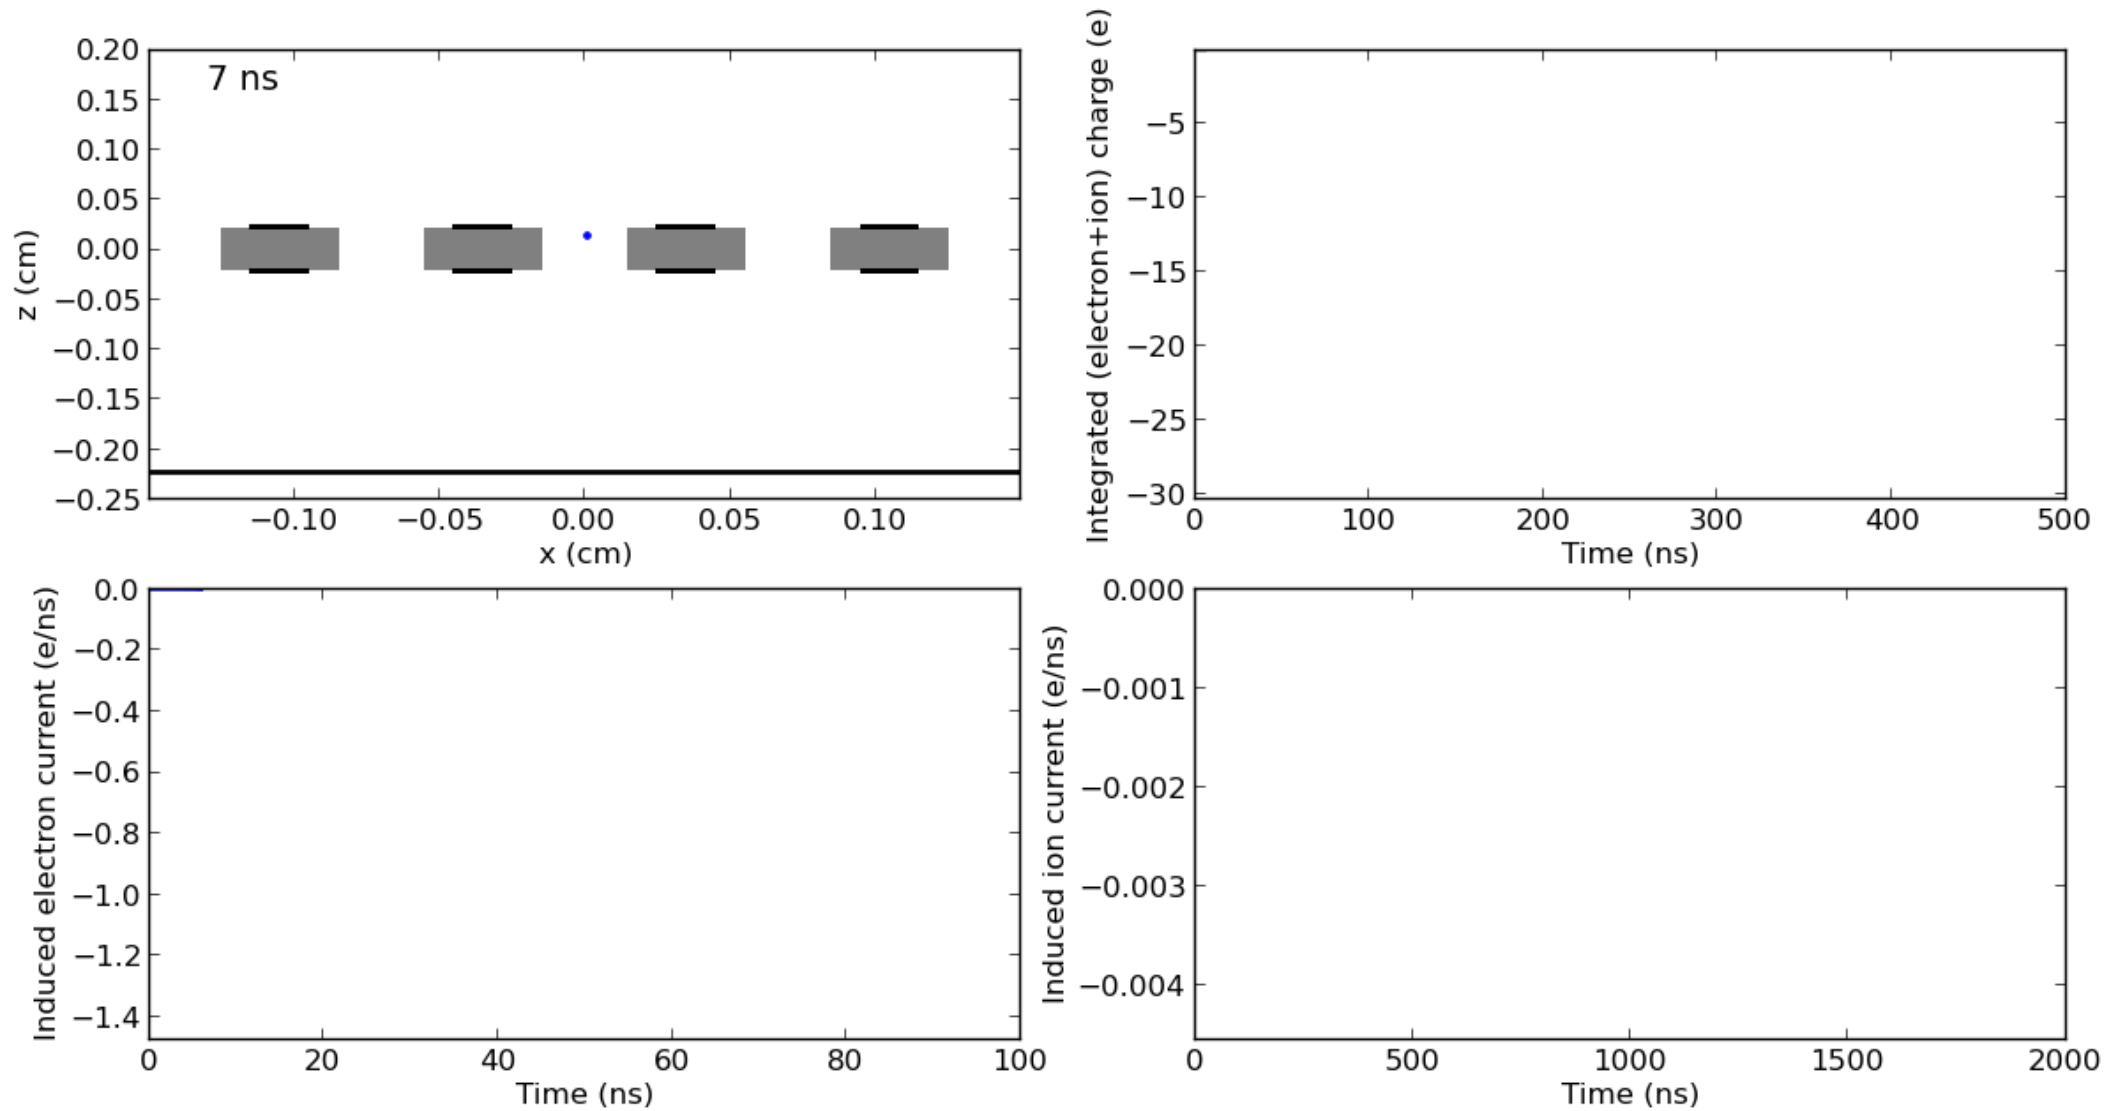 0.20
7 ns
0.15
0.10
0.05
0.00
−0.05
−0.10
−0.15
−0.20
−0.25
z (cm)
−0.10 −0.05 0.00 0.05 0.10
x (cm)
Integrated (electron+ion) charge (e)
−5
−10
−15
−20
−25
−30
0 100 200 300 400 500
Time (ns)
Induced electron current (e/ns)
0.0
−0.2
−0.4
−0.6
−0.8
−1.0
−1.2
−1.4
0 20 40 60 80 100
Time (ns)
Induced ion current (e/ns)
0.000
−0.001
−0.002
−0.003
−0.004
0 500 1000 1500 2000
Time (ns)